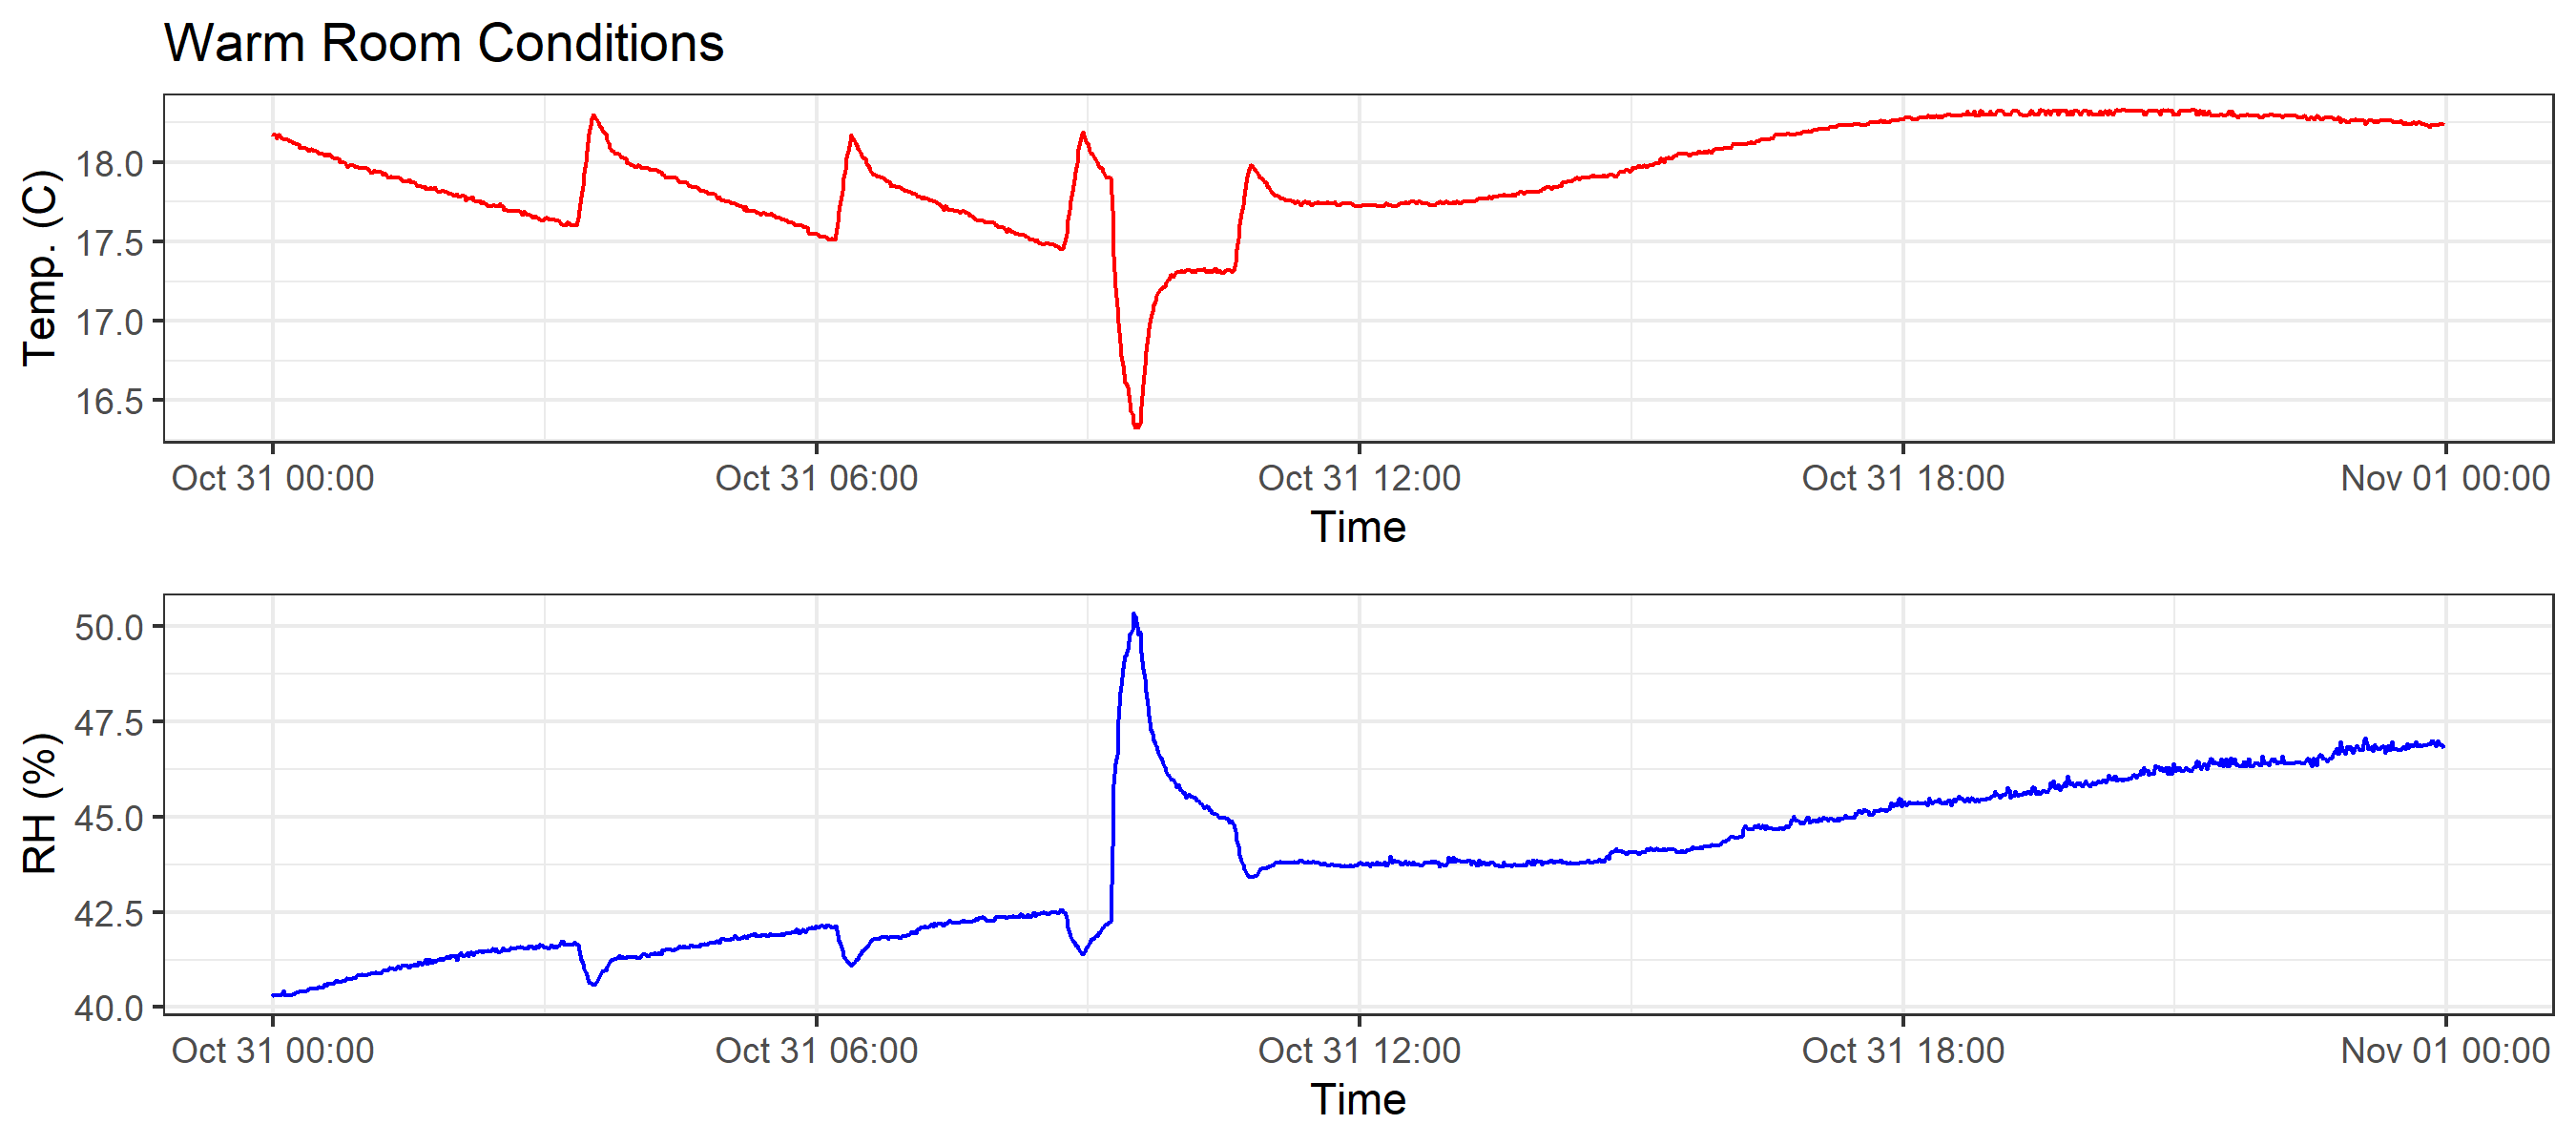 Warm Room Conditions
Temp. (C)
18.0
17.5
17.0
16.5
Oct 31 00:00 Oct 31 06:00 Oct 31 12:00 Oct 31 18:00 Nov 01 00:00
Time
RH (%)
50.0
47.5
45.0
42.5
40.0
Oct 31 00:00 Oct 31 06:00 Oct 31 12:00 Oct 31 18:00 Nov 01 00:00
Time